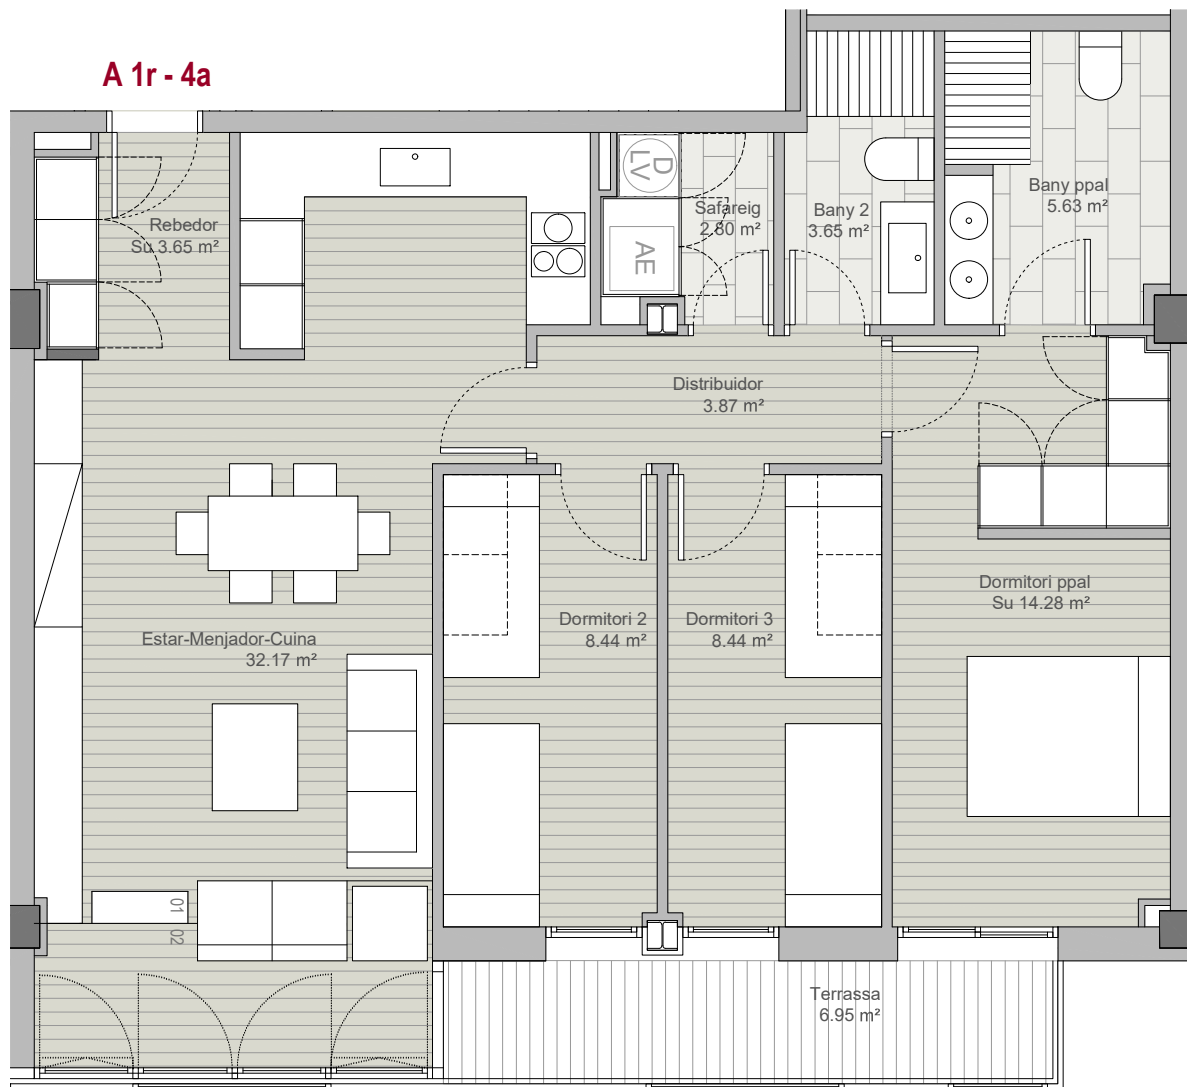 A 1r - 4a
D
LV
AE
Rebedor
Su 3.65 m²
Safareig
2.80 m²
Bany 2
3.65 m²
Bany ppal
5.63 m²
Distribuidor
3.87 m²
Estar-Menjador-Cuina
32.17 m²
Dormitori 2
8.44 m²
Dormitori 3
8.44 m²
Dormitori ppal
Su 14.28 m²
01
02
Terrassa
6.95 m²